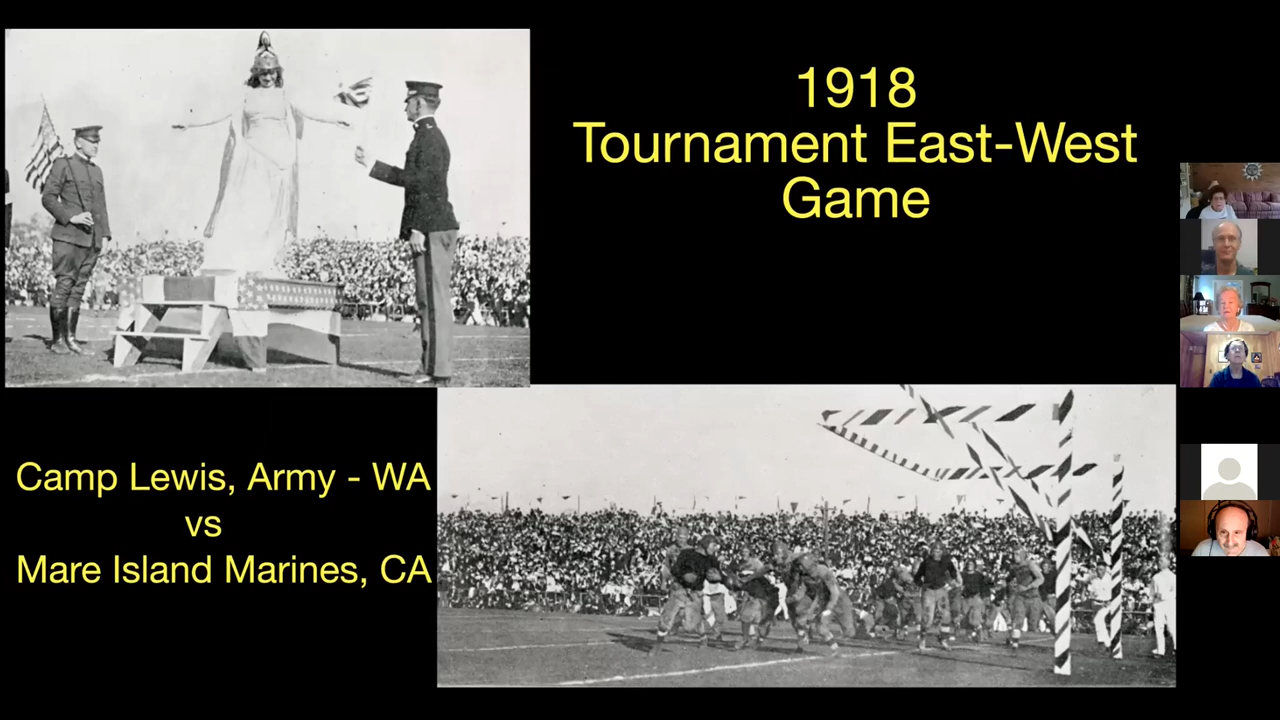 1918
Tournament East-West
Game
Camp Lewis, Army - WA
vs
Mare Island Marines, CA